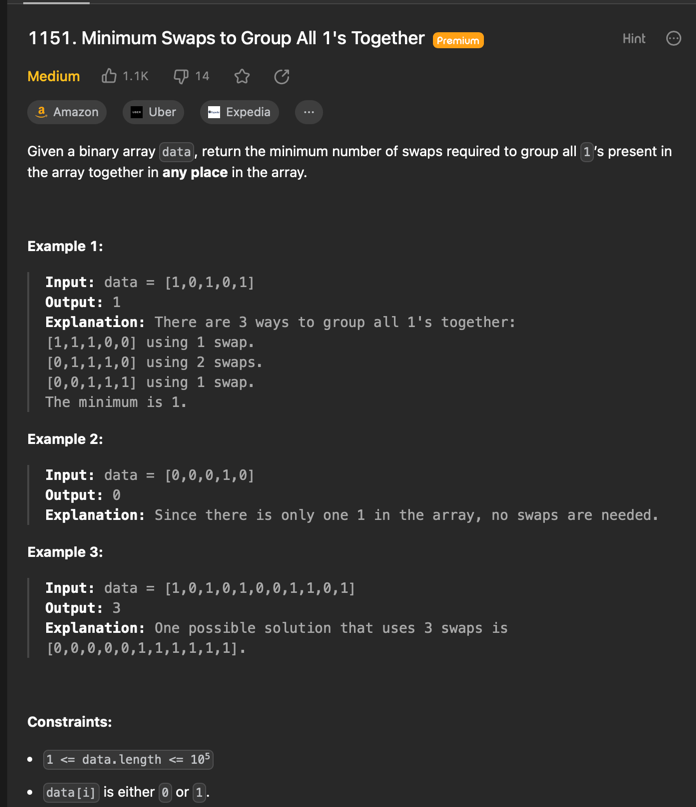 1151. Minimum Swaps to Group All 1's Together Premium Hint
Medium 1.1K 14
a Amazon Uber Expedia ...
Given a binary array data, return the minimum number of swaps required to group all 1's present in
the array together in any place in the array.
Example 1:
Input: data = [1,0,1,0,1]
Output: 1
Explanation: There are 3 ways to group all 1's together:
[1,1,1,0,0] using 1 swap.
[0,1,1,1,0] using 2 swaps.
[0,0,1,1,1] using 1 swap.
The minimum is 1.
Example 2:
Input: data = [0,0,0,1,0]
Output: 0
Explanation: Since there is only one 1 in the array, no swaps are needed.
Example 3:
Input: data = [1,0,1,0,1,0,0,1,1,0,1]
Output: 3
Explanation: One possible solution that uses 3 swaps is
[0,0,0,0,0,1,1,1,1,1,1].
Constraints:
• 1 <= data.length <= 10⁵
• data[i] is either 0 or 1.